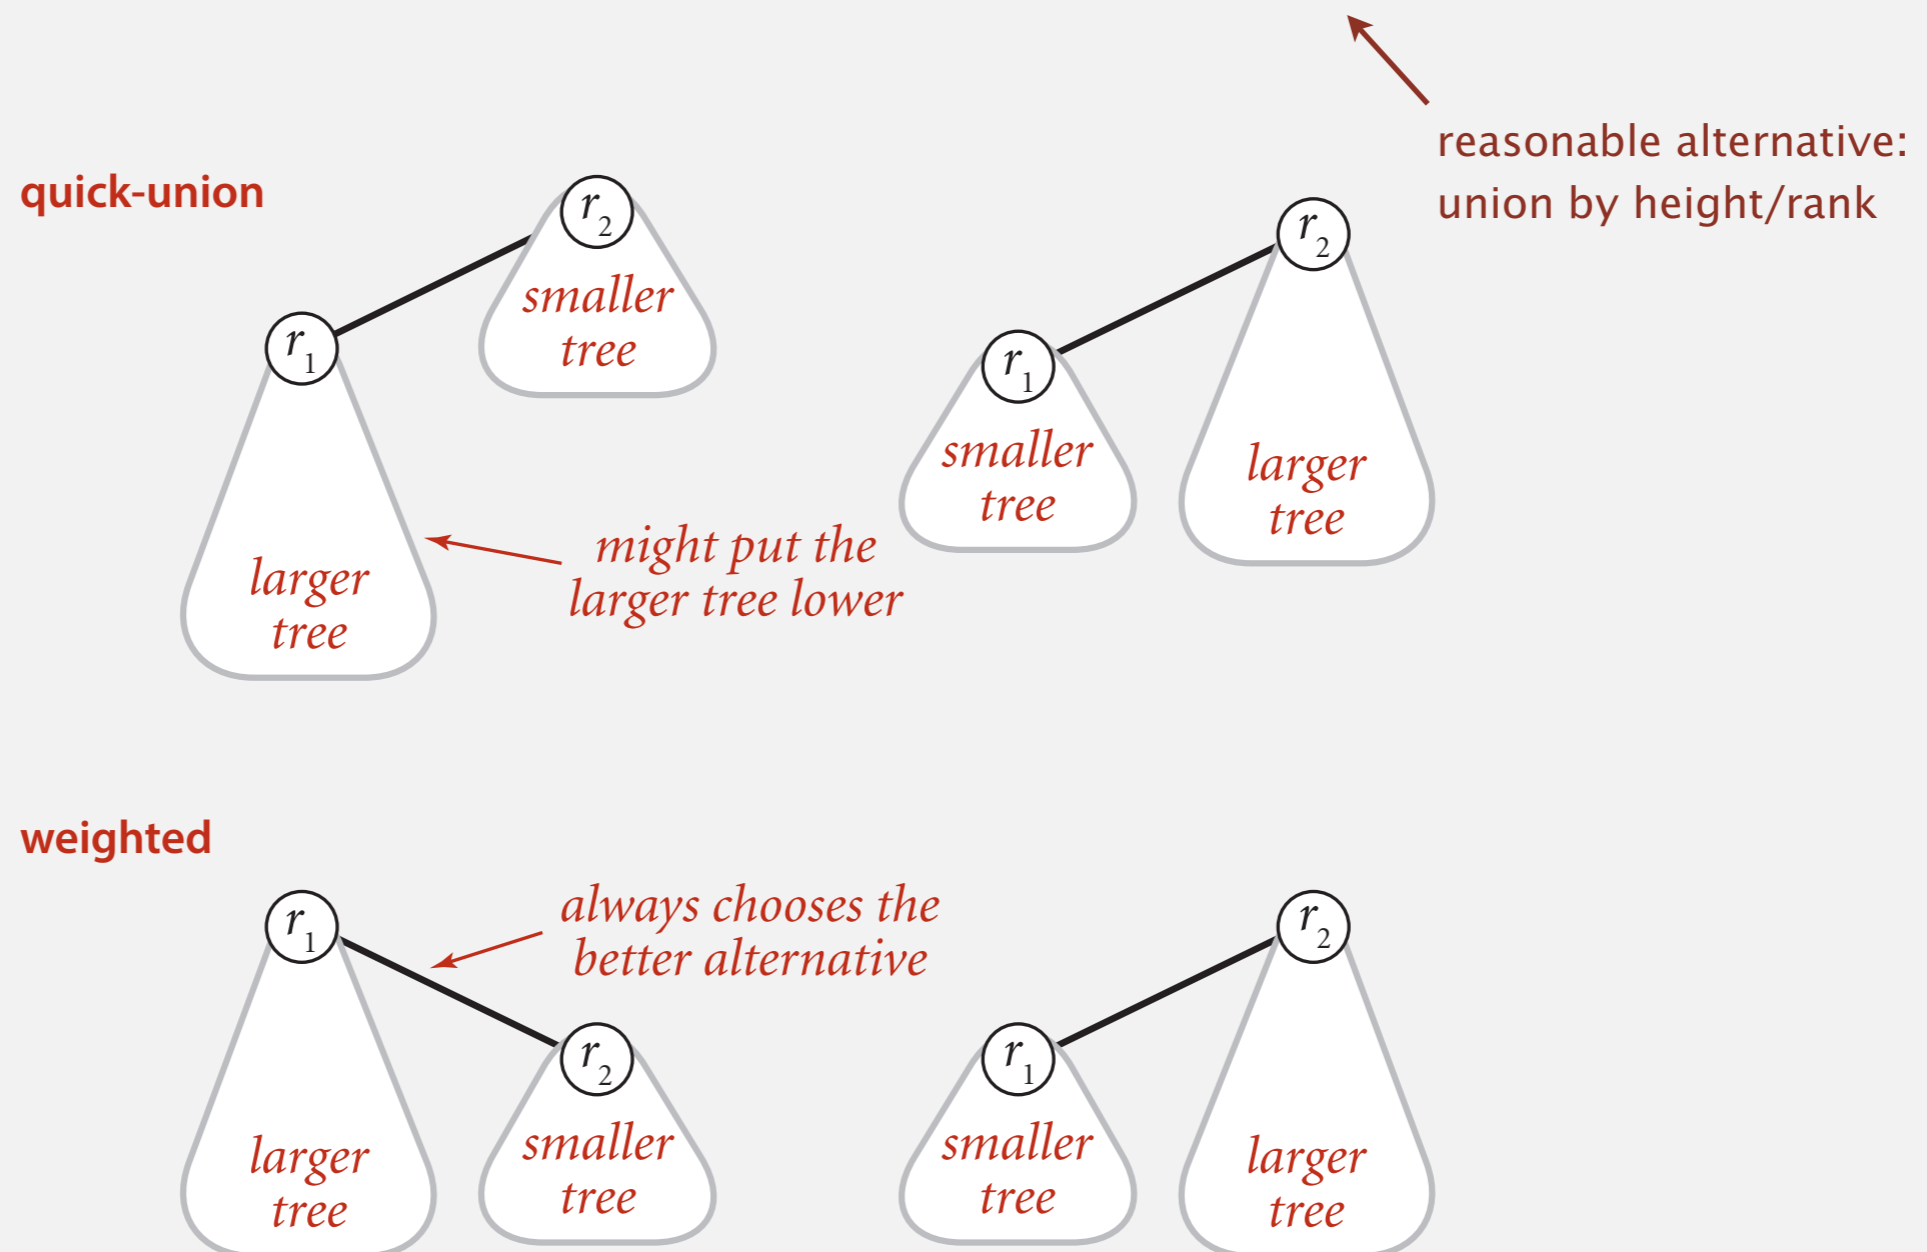 reasonable alternative:
union by height/rank
quick-union
r2
smaller
tree
r1
larger
tree
might put the
larger tree lower
r2
larger
tree
r1
smaller
tree
weighted
r1
larger
tree
always chooses the
better alternative
r2
smaller
tree
r1
smaller
tree
r2
larger
tree